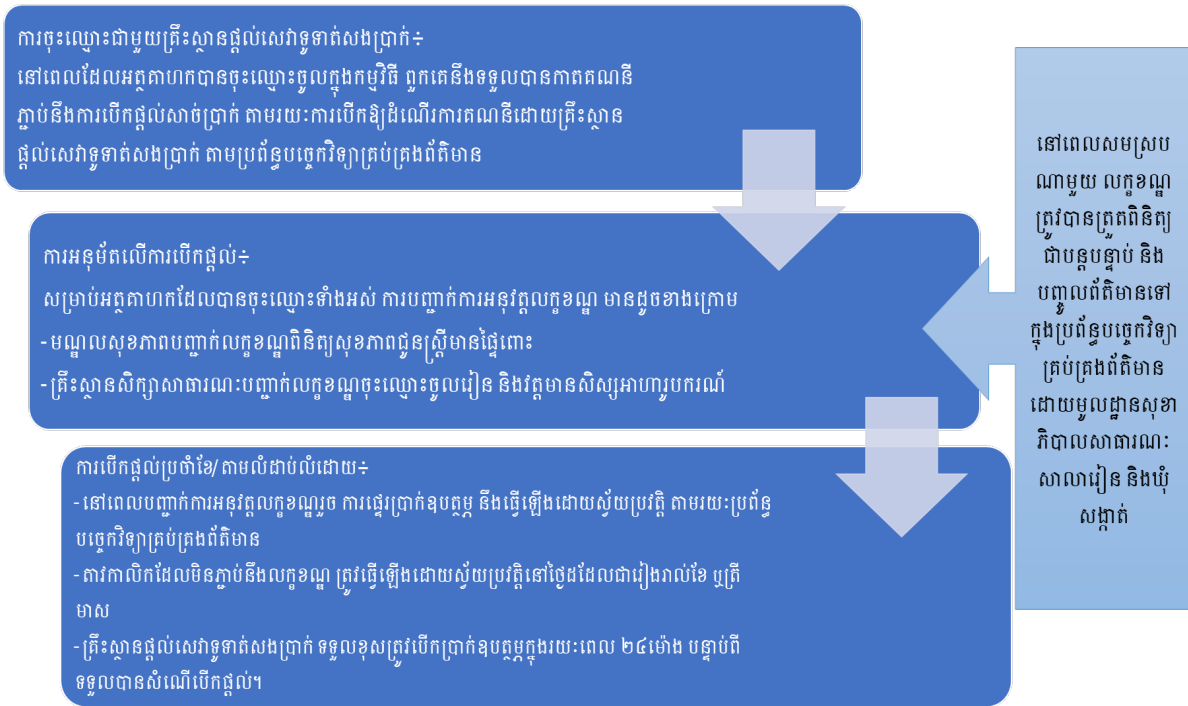 ការចុះឈ្មោះជាមួយគ្រឹះស្ថានផ្តល់សេវាទូទាត់សងប្រាក់÷
នៅពេលដែលអត្ថគាហកបានចុះឈ្មោះចូលក្នុងកម្មវិធី ពួកគេនឹងទទួលបានកាតគណនី
ភ្ជាប់នឹងការបើកផ្តល់សាច់ប្រាក់ តាមរយៈការបើកឱ្យដំណើរការគណនីដោយគ្រឹះស្ថាន
ផ្តល់សេវាទូទាត់សងប្រាក់ តាមប្រព័ន្ធបច្ចេកវិទ្យាគ្រប់គ្រងព័ត៌មាន
ការអនុម័តលើការបើកផ្តល់÷
សម្រាប់អត្ថគាហកដែលបានចុះឈ្មោះទាំងអស់ ការបញ្ជាក់ការអនុវត្តលក្ខខណ្ឌ មានដូចខាងក្រោម
-មណ្ឌលសុខភាពបញ្ជាក់លក្ខខណ្ឌពិនិត្យសុខភាពជូនស្ត្រីមានផ្ទៃពោះ
-គ្រឹះស្ថានសិក្សាសាធារណៈបញ្ជាក់លក្ខខណ្ឌចុះឈ្មោះចូលរៀន និងវត្តមានសិស្សអាហារូបករណ៍
ការបើកផ្តល់ប្រចាំខែ/តាមលំដាប់លំដោយ÷
-នៅពេលបញ្ជាក់ការអនុវត្តលក្ខខណ្ឌរួច ការផ្ទេរប្រាក់ឧបត្ថម្ភ នឹងធ្វើឡើងដោយស្វ័យប្រវត្តិ តាមរយៈប្រព័ន្ធ
បច្ចេកវិទ្យាគ្រប់គ្រងព័ត៌មាន
-តាវកាលិកដែលមិនភ្ជាប់នឹងលក្ខខណ្ឌ ត្រូវធ្វើឡើងដោយស្វ័យប្រវត្តិនៅថ្ងៃដដែលជារៀងរាល់ខែ ឬត្រី
មាស
-គ្រឹះស្ថានផ្តល់សេវាទូទាត់សងប្រាក់ ទទួលខុសត្រូវបើកប្រាក់ឧបត្ថម្ភក្នុងរយៈពេល ២៤ម៉ោង បន្ទាប់ពី
ទទួលបានសំណើបើកផ្តល់។
នៅពេលសមស្រប
ណាមួយ លក្ខខណ្ឌ
ត្រូវបានត្រួតពិនិត្យ
ជាបន្តបន្ទាប់ និង
បញ្ចូលព័ត៌មានទៅ
ក្នុងប្រព័ន្ធបច្ចេកវិទ្យា
គ្រប់គ្រងព័ត៌មាន
ដោយមូលដ្ឋានសុខា
ភិបាលសាធារណៈ
សាលារៀន និងឃុំ
សង្កាត់